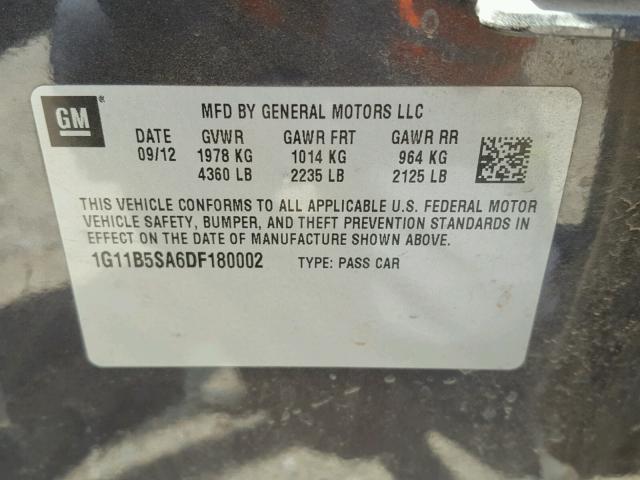 GM ®
MFD BY GENERAL MOTORS LLC
DATE GVWR GAWR FRT GAWR RR
09/12 1978 KG 1014 KG 964 KG
4360 LB 2235 LB 2125 LB
THIS VEHICLE CONFORMS TO ALL APPLICABLE U.S. FEDERAL MOTOR
VEHICLE SAFETY, BUMPER, AND THEFT PREVENTION STANDARDS IN
EFFECT ON THE DATE OF MANUFACTURE SHOWN ABOVE.
1G11B5SA6DF180002 TYPE: PASS CAR